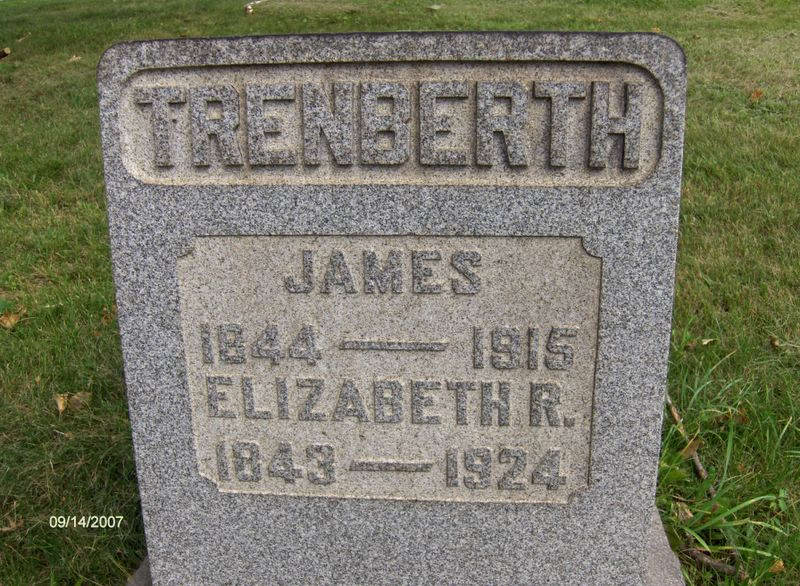 TRENBERTH
JAMES
1844 — 1915
ELIZABETH R.
1843 — 1924
09/14/2007